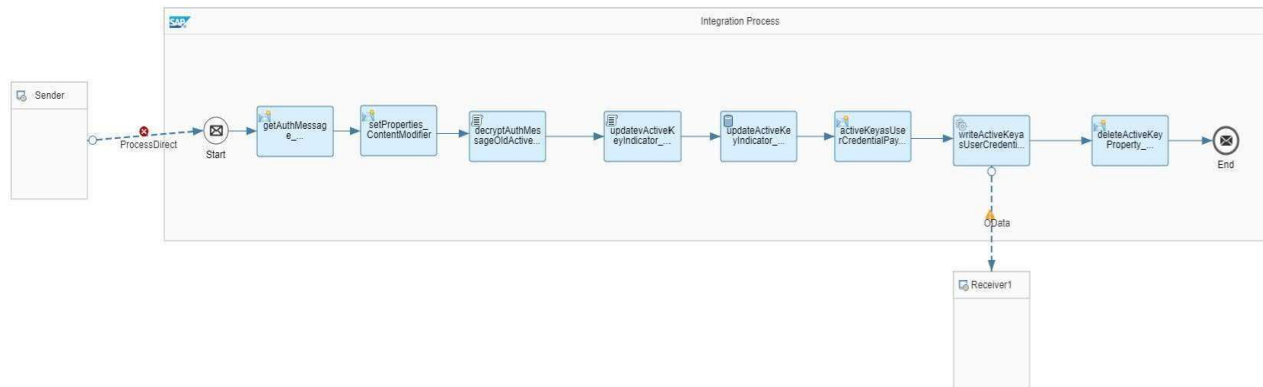 SAP
Integration Process
Sender
ProcessDirect
Start
getAuthMessag
e_...
setProperties_
ContentModifier
decryptAuthMes
sageOldActive...
updatevActiveK
eyIndicator_...
updateActiveKe
yIndicator_...
activeKeyasUse
rCredentialPay...
writeActiveKeya
sUserCredenti...
deleteActiveKey
Property_...
End
OData
Receiver1